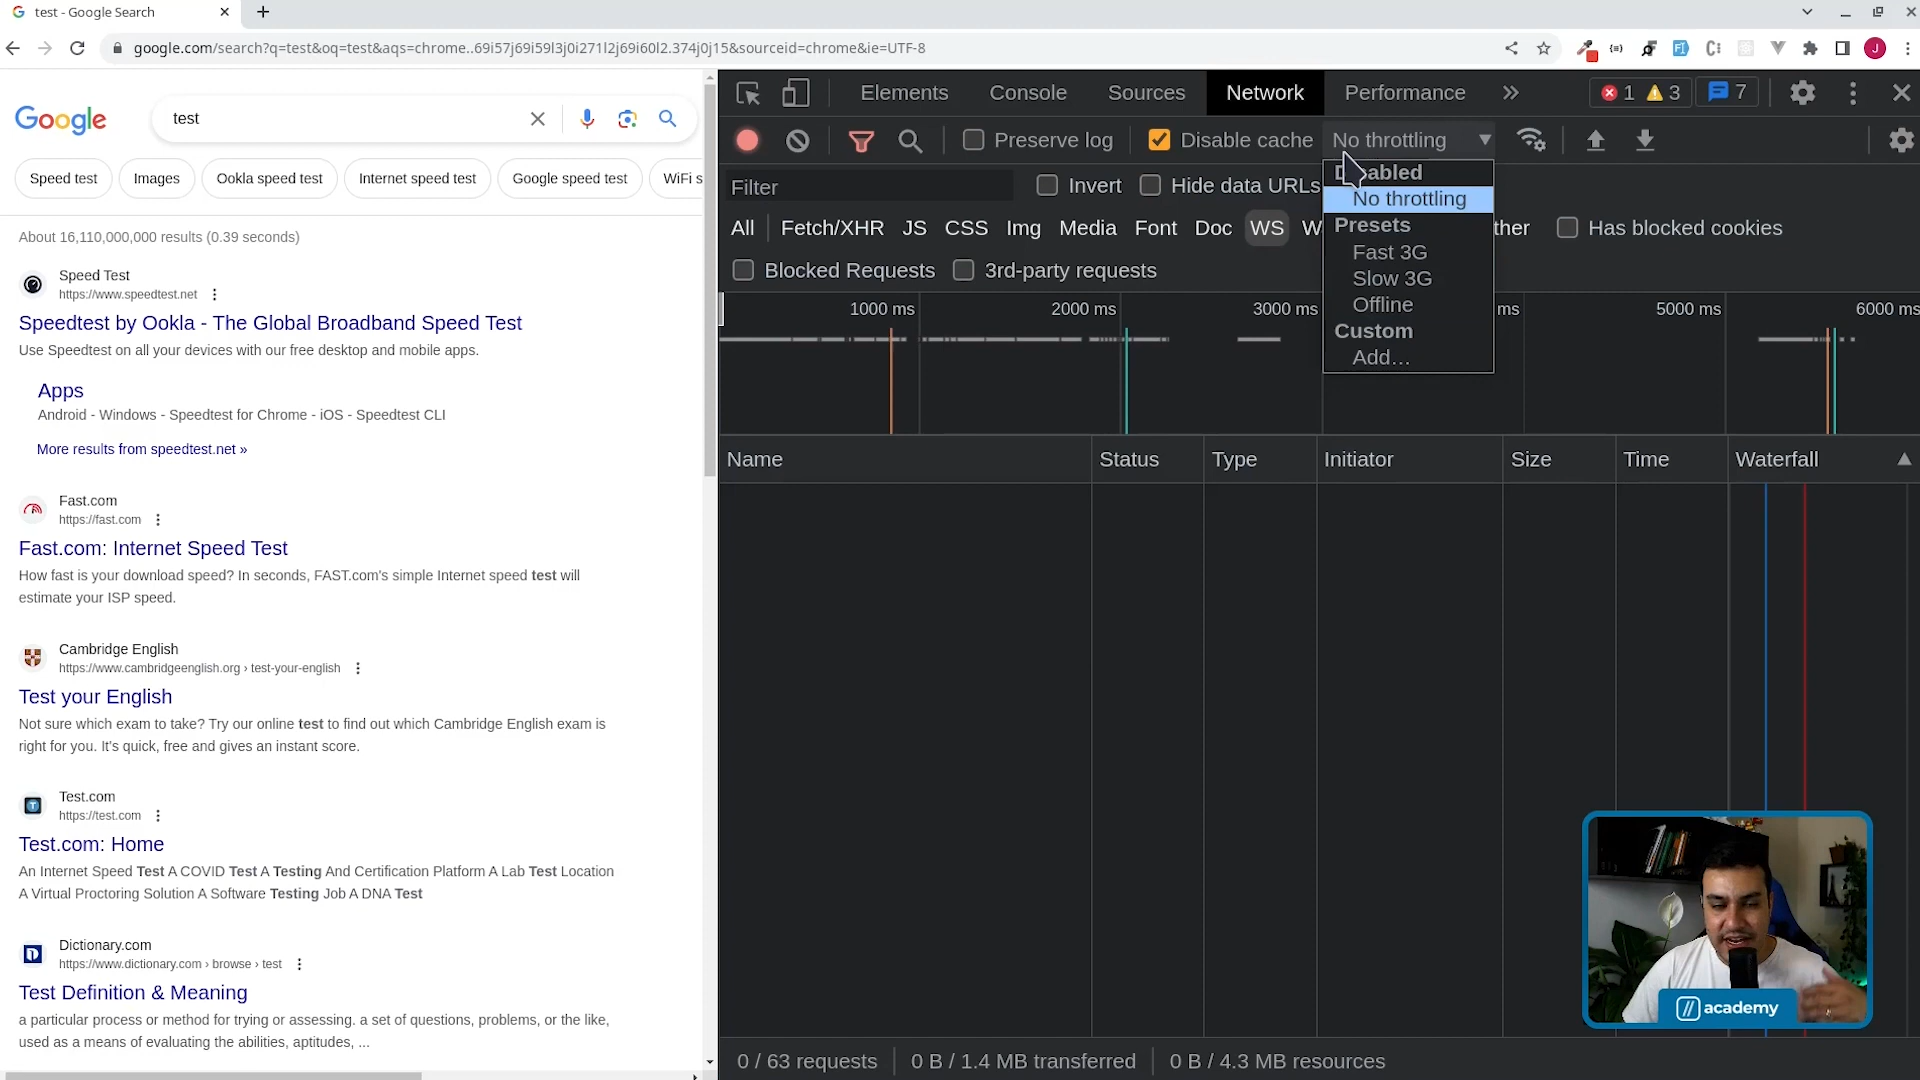 test - Google Search
google.com/search?q=test&oq=test&aqs=chrome..69i57j69i59l3j0i271l2j69i60l2.374j0j15&sourceid=chrome&ie=UTF-8
J
Google
test
Speed test
Images
Ookla speed test
Internet speed test
Google speed test
WiFi s
About 16,110,000,000 results (0.39 seconds)
Speed Test
https://www.speedtest.net
Speedtest by Ookla - The Global Broadband Speed Test
Use Speedtest on all your devices with our free desktop and mobile apps.
Apps
Android - Windows - Speedtest for Chrome - iOS - Speedtest CLI
More results from speedtest.net »
Fast.com
https://fast.com
Fast.com: Internet Speed Test
How fast is your download speed? In seconds, FAST.com's simple Internet speed test will
estimate your ISP speed.
Cambridge English
https://www.cambridgeenglish.org › test-your-english
Test your English
Not sure which exam to take? Try our online test to find out which Cambridge English exam is
right for you. It's quick, free and gives an instant score.
Test.com
https://test.com
Test.com: Home
An Internet Speed Test A COVID Test A Testing And Certification Platform A Lab Test Location
A Virtual Proctoring Solution A Software Testing Job A DNA Test
Dictionary.com
https://www.dictionary.com › browse › test
Test Definition & Meaning
a particular process or method for trying or assessing. a set of questions, problems, or the like,
used as a means of evaluating the abilities, aptitudes, ...
Elements
Console
Sources
Network
Performance
»
1
3
7
Preserve log
Disable cache
No throttling
Filter
Invert
Hide data URLs
All
Fetch/XHR
JS
CSS
Img
Media
Font
Doc
WS
W
ther
Has blocked cookies
Blocked Requests
3rd-party requests
abled
No throttling
Presets
Fast 3G
Slow 3G
Offline
Custom
Add...
1000 ms
2000 ms
3000 ms
ms
5000 ms
6000 ms
Name
Status
Type
Initiator
Size
Time
Waterfall
0 / 63 requests
0 B / 1.4 MB transferred
0 B / 4.3 MB resources
// academy